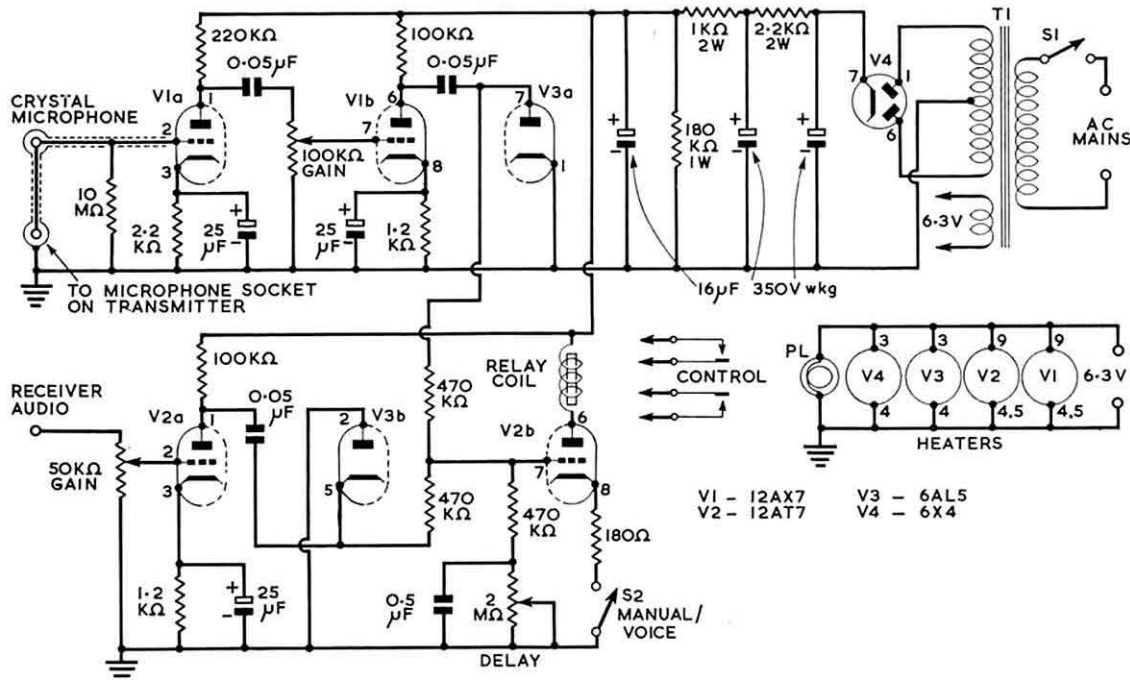 220KΩ
0·05µF
CRYSTAL
MICROPHONE
V1a
1
2
3
10
MΩ
2·2
KΩ
25
µF
+
-
TO MICROPHONE SOCKET
ON TRANSMITTER
100KΩ
0·05µF
V1b
6
7
8
100KΩ
GAIN
25
µF
+
-
1·2
KΩ
V3a
7
1
1KΩ
2W
2·2KΩ
2W
+
-
180
KΩ
1W
+
-
+
-
16µF 350V wkg
V4
7
1
6
T1
S1
AC
MAINS
6·3V
RECEIVER
AUDIO
50KΩ
GAIN
100KΩ
V2a
1
2
3
0·05
µF
1·2
KΩ
+
-
25
µF
V3b
2
5
470
KΩ
470
KΩ
RELAY
COIL
V2b
6
7
8
470
KΩ
180Ω
0·5
µF
2
MΩ
DELAY
S2
MANUAL/
VOICE
CONTROL
PL
3
V4
4
3
V3
4
9
V2
4,5
9
V1
4,5
6·3V
HEATERS
V1 – 12AX7 V3 – 6AL5
V2 – 12AT7 V4 – 6X4